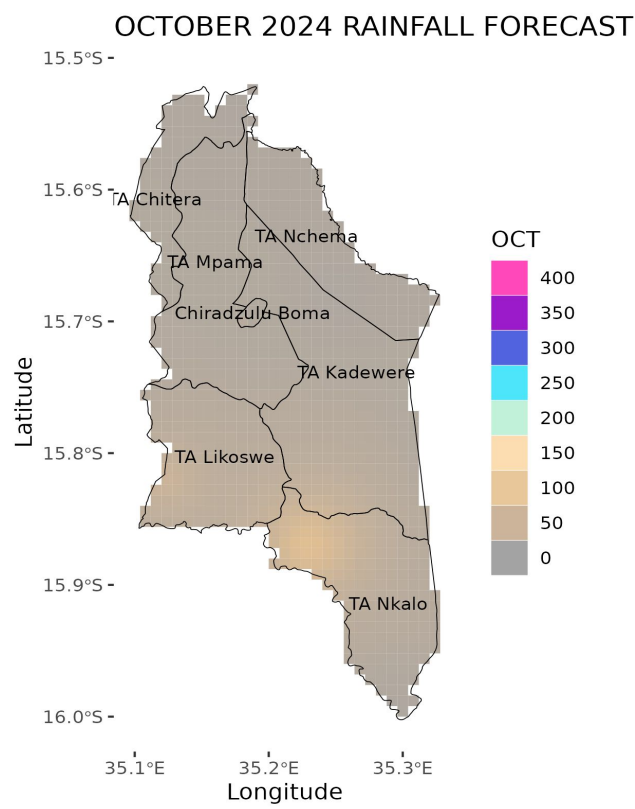 OCTOBER 2024 RAINFALL FORECAST
15.5°S
15.6°S
15.7°S
15.8°S
15.9°S
16.0°S
Latitude
TA Chitera
TA Nchema
TA Mpama
Chiradzulu Boma
TA Kadewere
TA Likoswe
TA Nkalo
OCT
400
350
300
250
200
150
100
50
0
35.1°E
35.2°E
35.3°E
Longitude